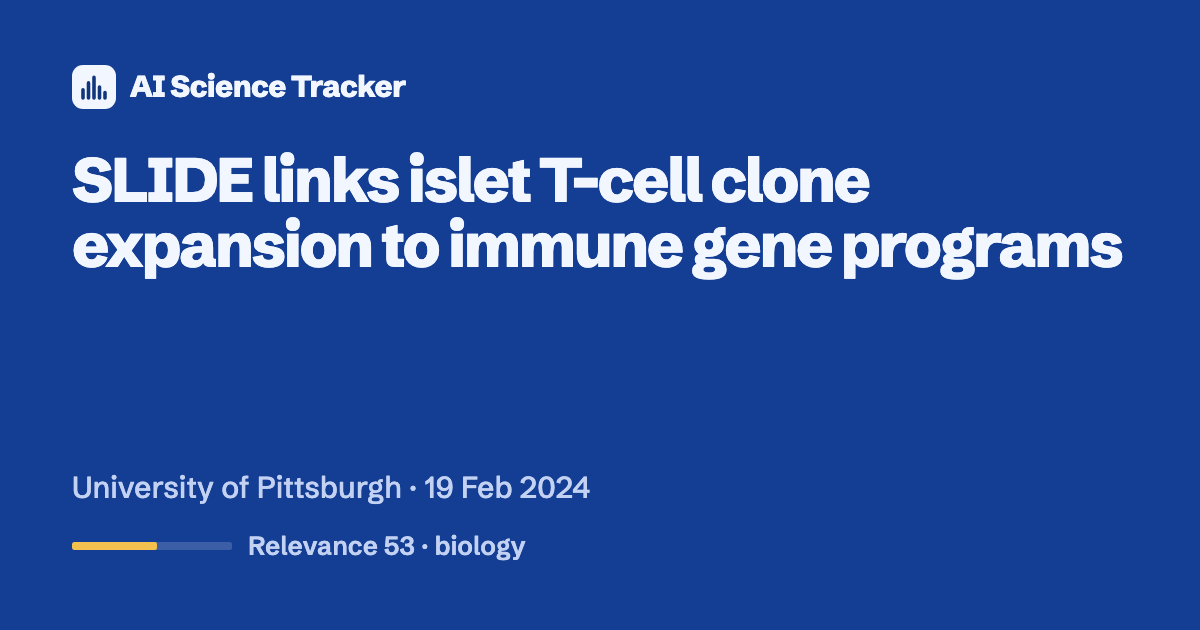 AI Science Tracker
SLIDE links islet T-cell clone
expansion to immune gene programs
University of Pittsburgh · 19 Feb 2024
Relevance 53 · biology